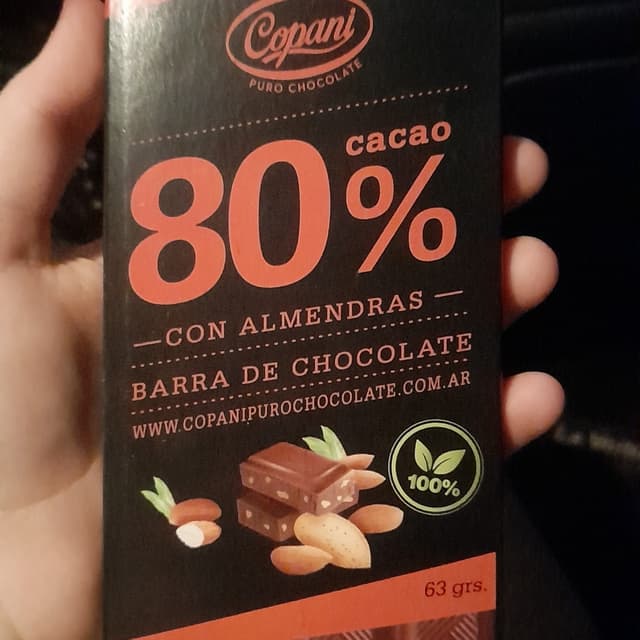 Copani
PURO CHOCOLATE
80% cacao
—CON ALMENDRAS—
BARRA DE CHOCOLATE
WWW.COPANIPUROCHOCOLATE.COM.AR
100%
63 grs.